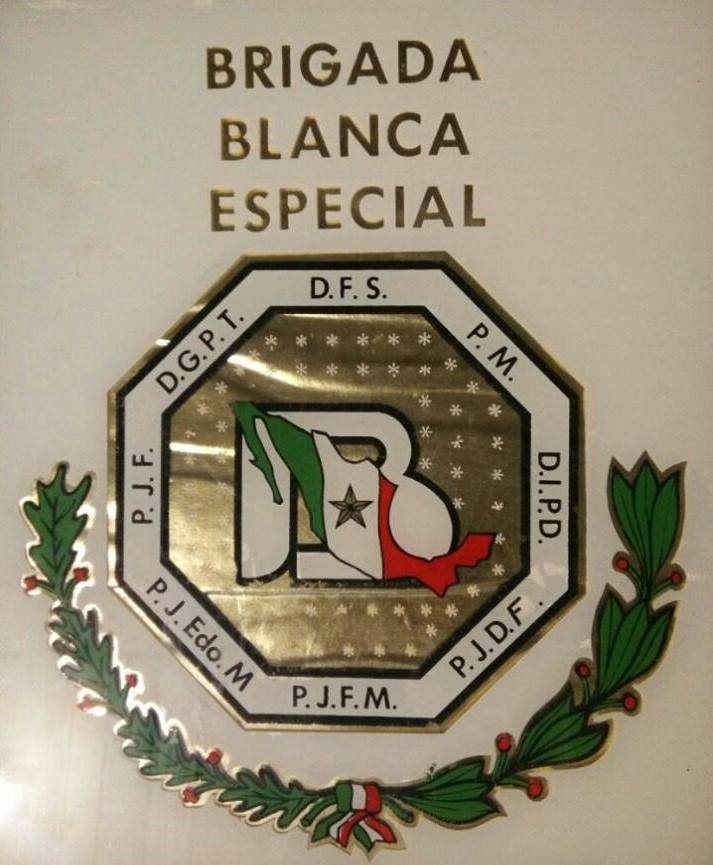 BRIGADA
BLANCA
ESPECIAL
D.F.S.
P.M.
D.I.P.D.
P.J.D.F.
P.J.F.M.
P.J.Edo.M
P.J.F.
D.G.P.T.
B